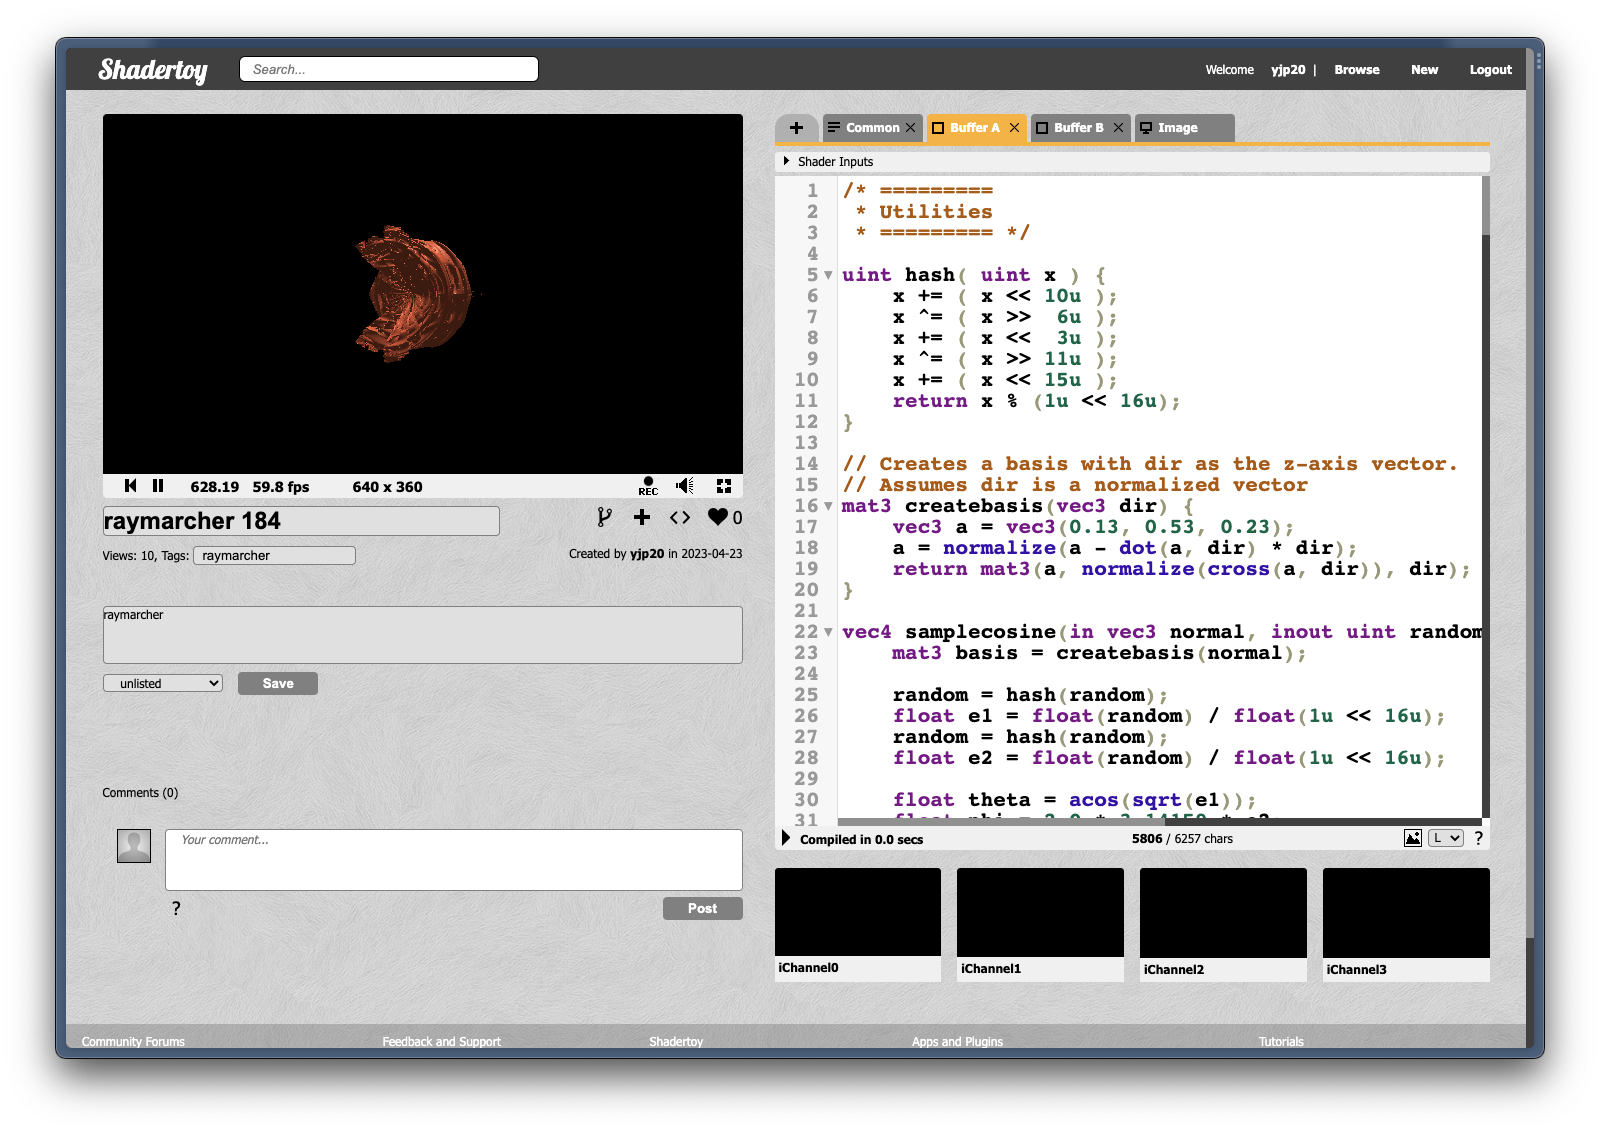 Shadertoy
Search...
Welcome yjp20 | Browse New Logout
628.19 59.8 fps 640 x 360
REC
raymarcher 184
0
Views: 10, Tags: raymarcher
Created by yjp20 in 2023-04-23
raymarcher
unlisted
Save
Comments (0)
Your comment...
?
Post
+ Common Buffer A Buffer B Image
Shader Inputs
1 /* =========
2  * Utilities
3  * ========= */
4
5 uint hash( uint x ) {
6     x += ( x << 10u );
7     x ^= ( x >>  6u );
8     x += ( x <<  3u );
9     x ^= ( x >> 11u );
10     x += ( x << 15u );
11     return x % (1u << 16u);
12 }
13
14 // Creates a basis with dir as the z-axis vector.
15 // Assumes dir is a normalized vector
16 mat3 createbasis(vec3 dir) {
17     vec3 a = vec3(0.13, 0.53, 0.23);
18     a = normalize(a - dot(a, dir) * dir);
19     return mat3(a, normalize(cross(a, dir)), dir);
20 }
21
22 vec4 samplecosine(in vec3 normal, inout uint random
23     mat3 basis = createbasis(normal);
24
25     random = hash(random);
26     float e1 = float(random) / float(1u << 16u);
27     random = hash(random);
28     float e2 = float(random) / float(1u << 16u);
29
30     float theta = acos(sqrt(e1));
31     float phi = 2.0 * 3.14159 * e2;
Compiled in 0.0 secs
5806 / 6257 chars
L
?
iChannel0
iChannel1
iChannel2
iChannel3
Community Forums
Feedback and Support
Shadertoy
Apps and Plugins
Tutorials